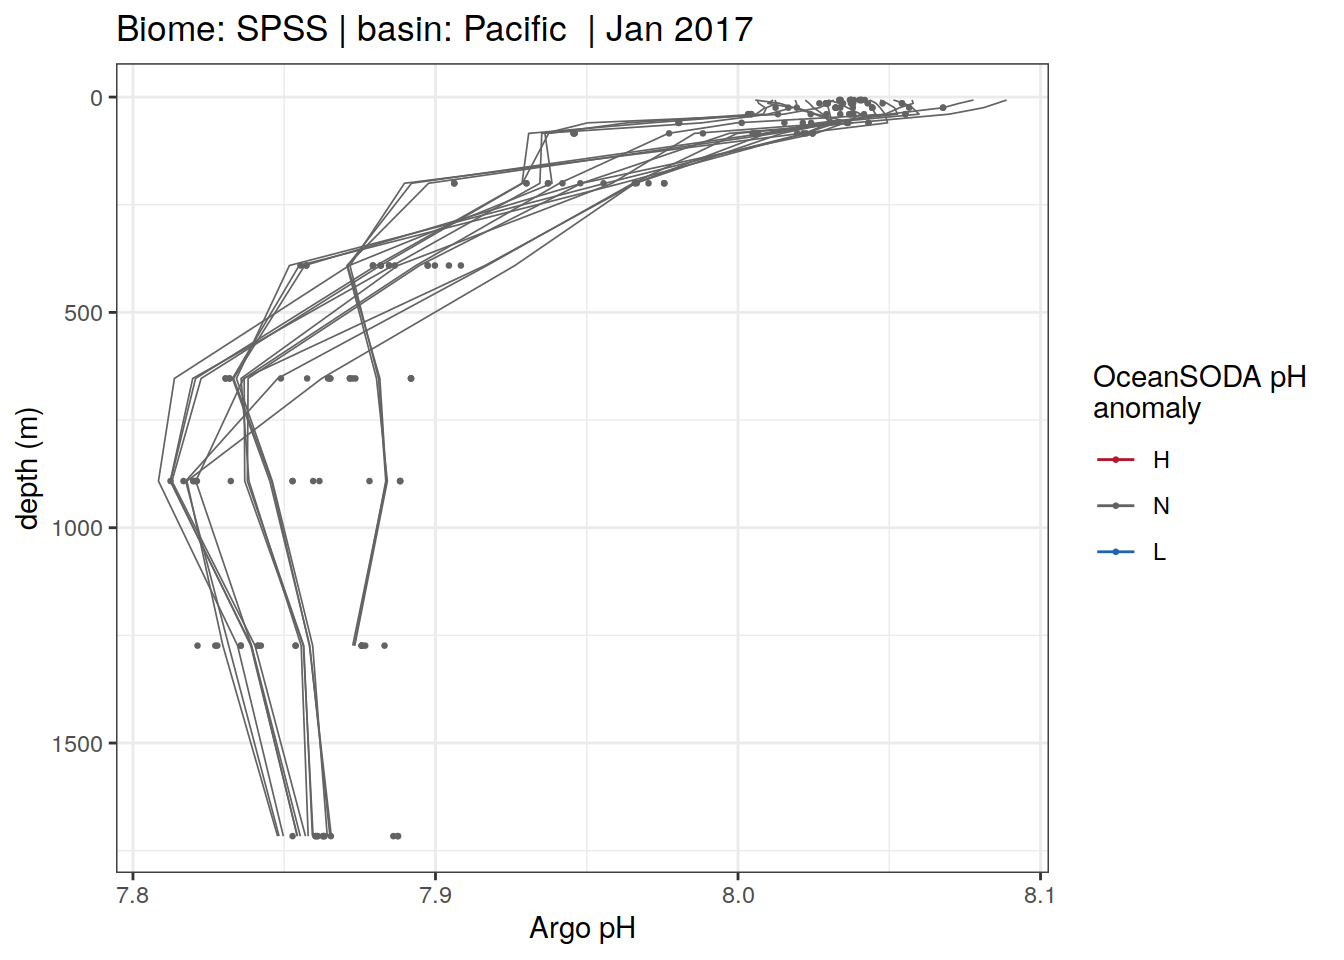 Biome: SPSS | basin: Pacific  | Jan 2017
0
500
1000
1500
depth (m)
7.8
7.9
8.0
8.1
Argo pH
OceanSODA pH
anomaly
H
N
L